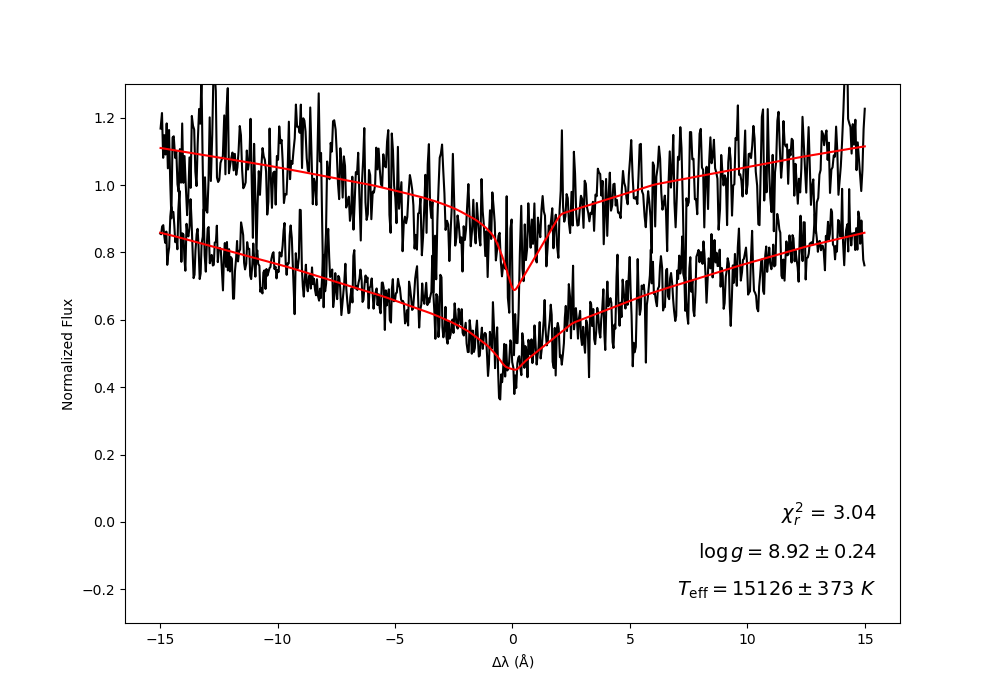 1.2
1.0
0.8
0.6
0.4
0.2
0.0
−0.2
Normalized Flux
χ²ᵣ = 3.04
log g = 8.92 ± 0.24
T_eff = 15126 ± 373 K
−15 −10 −5 0 5 10 15
Δλ (Å)